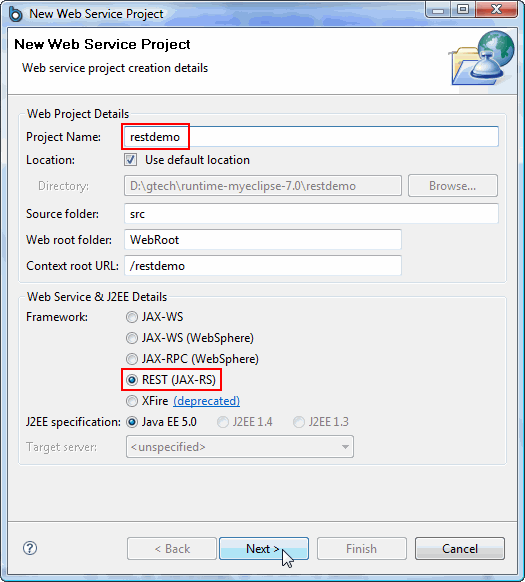 New Web Service Project
New Web Service Project
Web service project creation details
Web Project Details
Project Name: restdemo
Location: Use default location
Directory: D:\gtech\runtime-myeclipse-7.0\restdemo Browse...
Source folder: src
Web root folder: WebRoot
Context root URL: /restdemo
Web Service & J2EE Details
Framework: JAX-WS
JAX-WS (WebSphere)
JAX-RPC (WebSphere)
REST (JAX-RS)
XFire (deprecated)
J2EE specification: Java EE 5.0 J2EE 1.4 J2EE 1.3
Target server: <unspecified>
? < Back Next > Finish Cancel